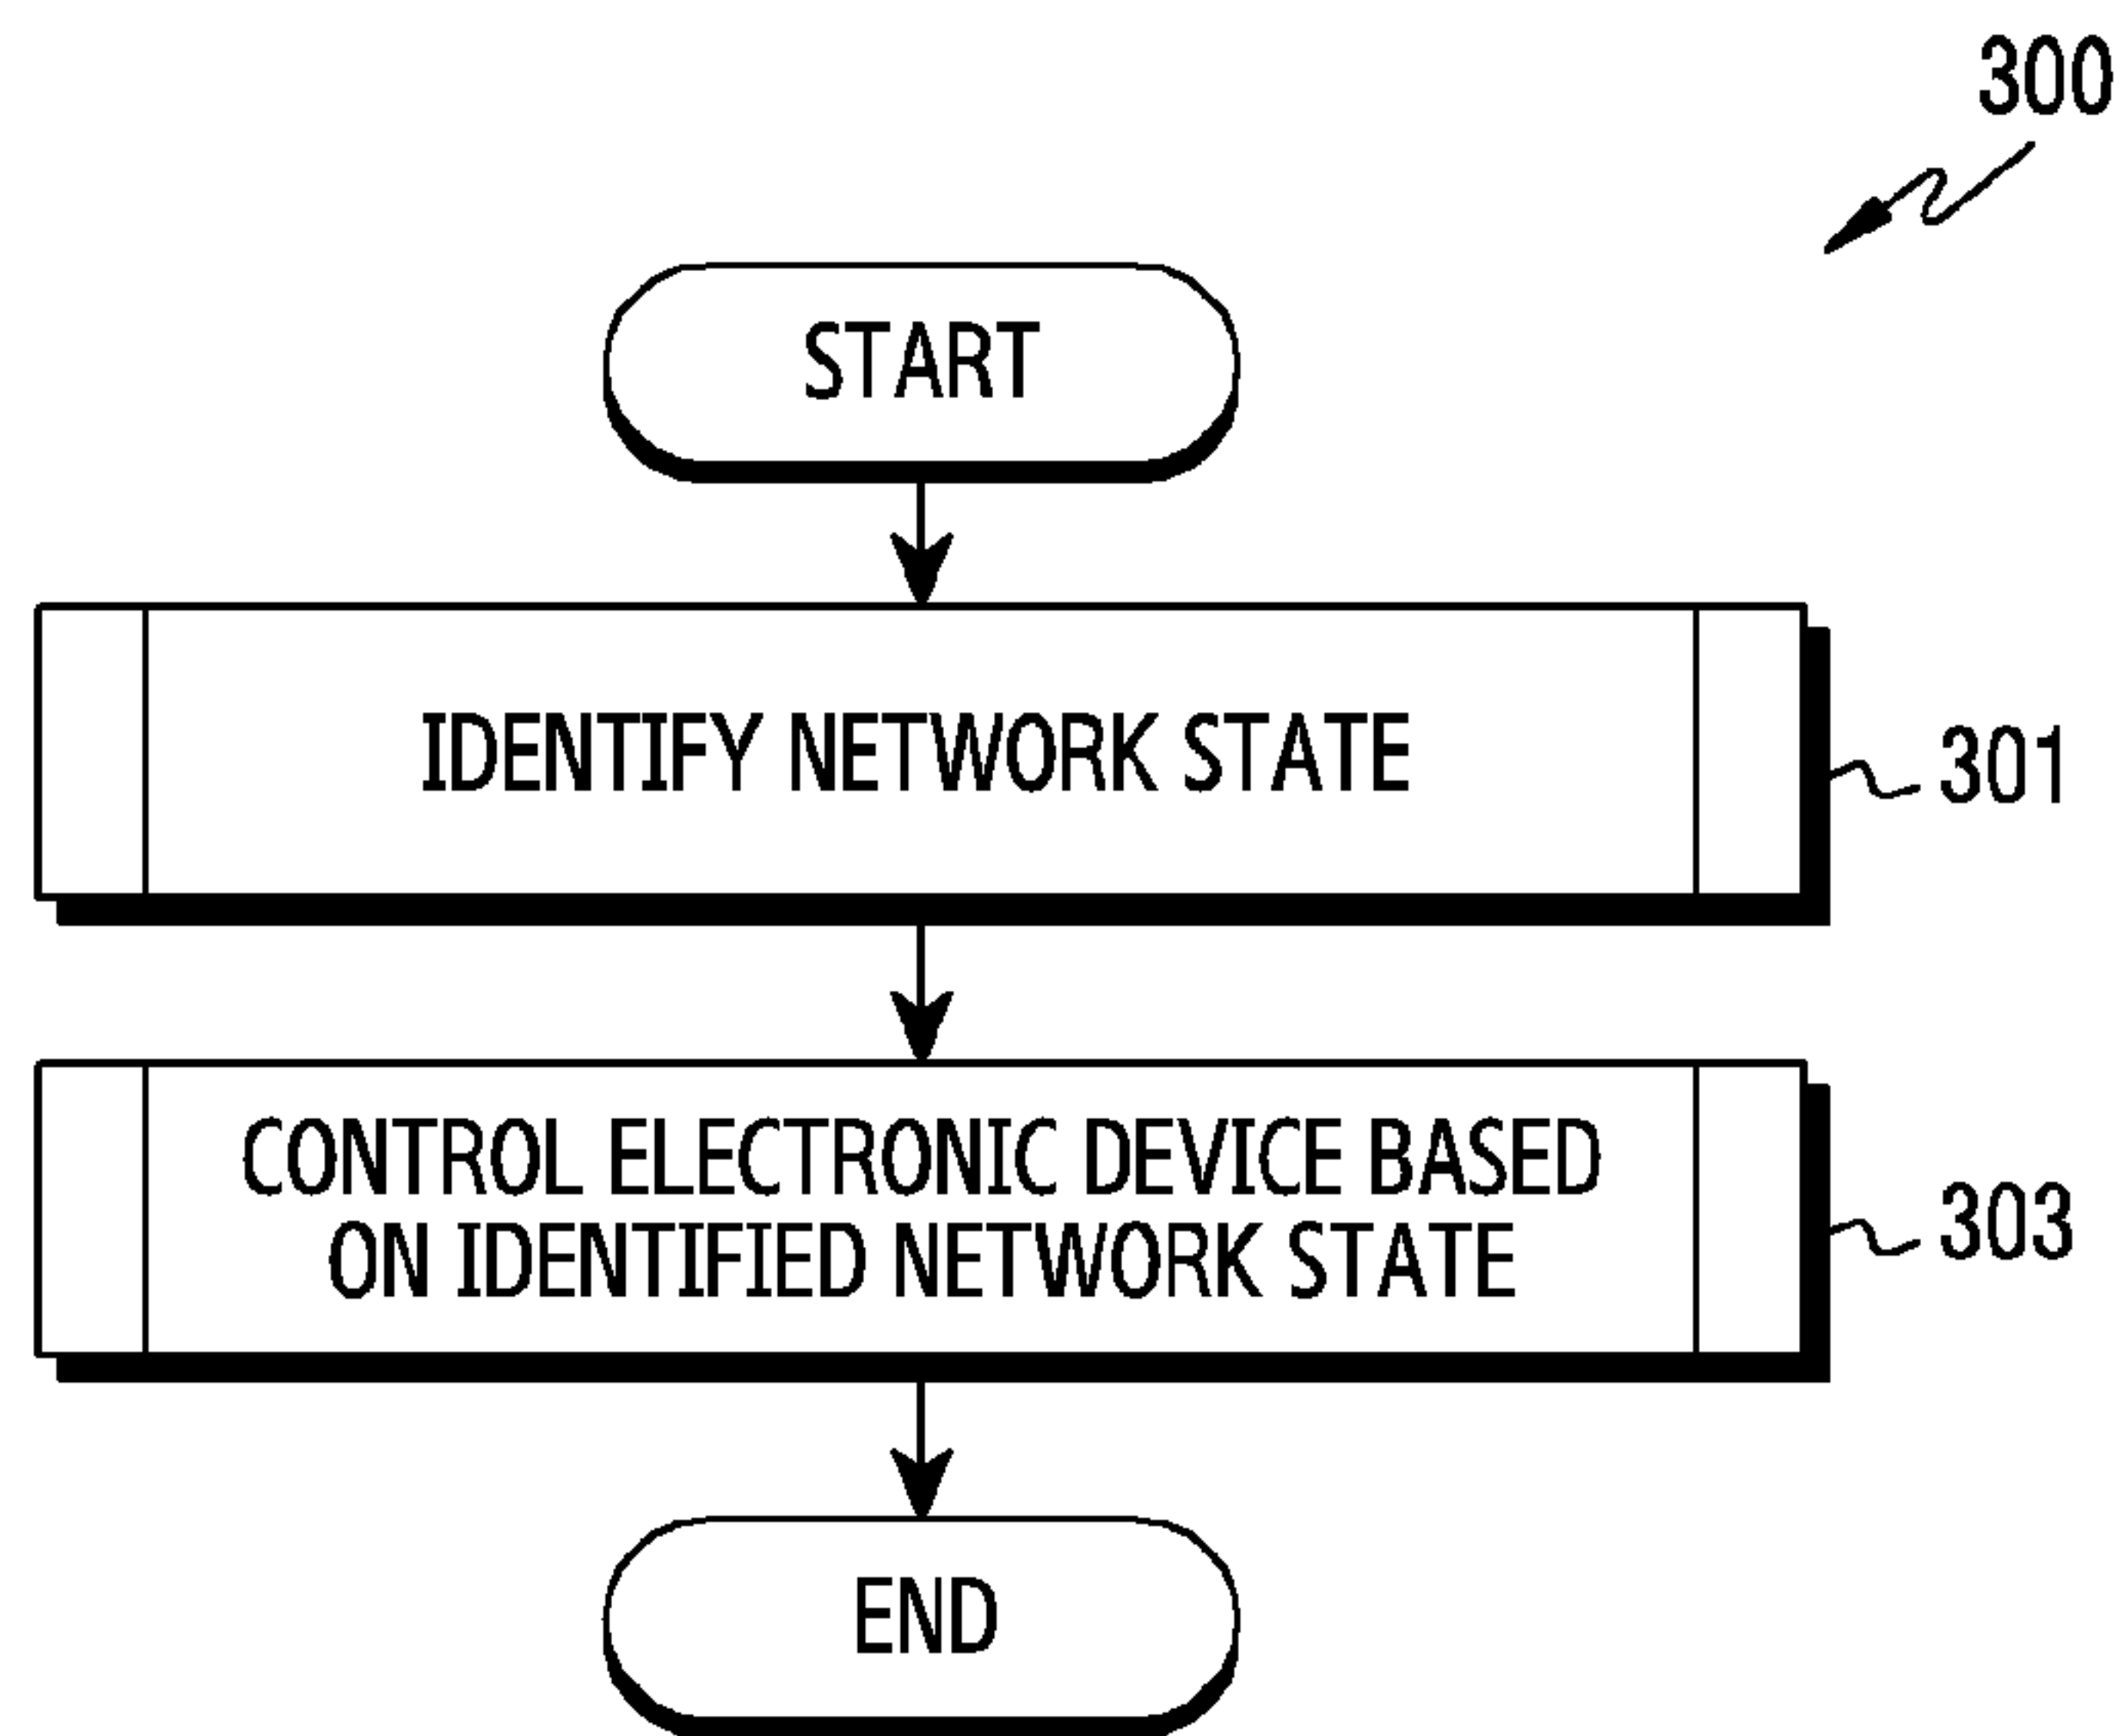 300
START
IDENTIFY NETWORK STATE
301
CONTROL ELECTRONIC DEVICE BASED
ON IDENTIFIED NETWORK STATE
303
END